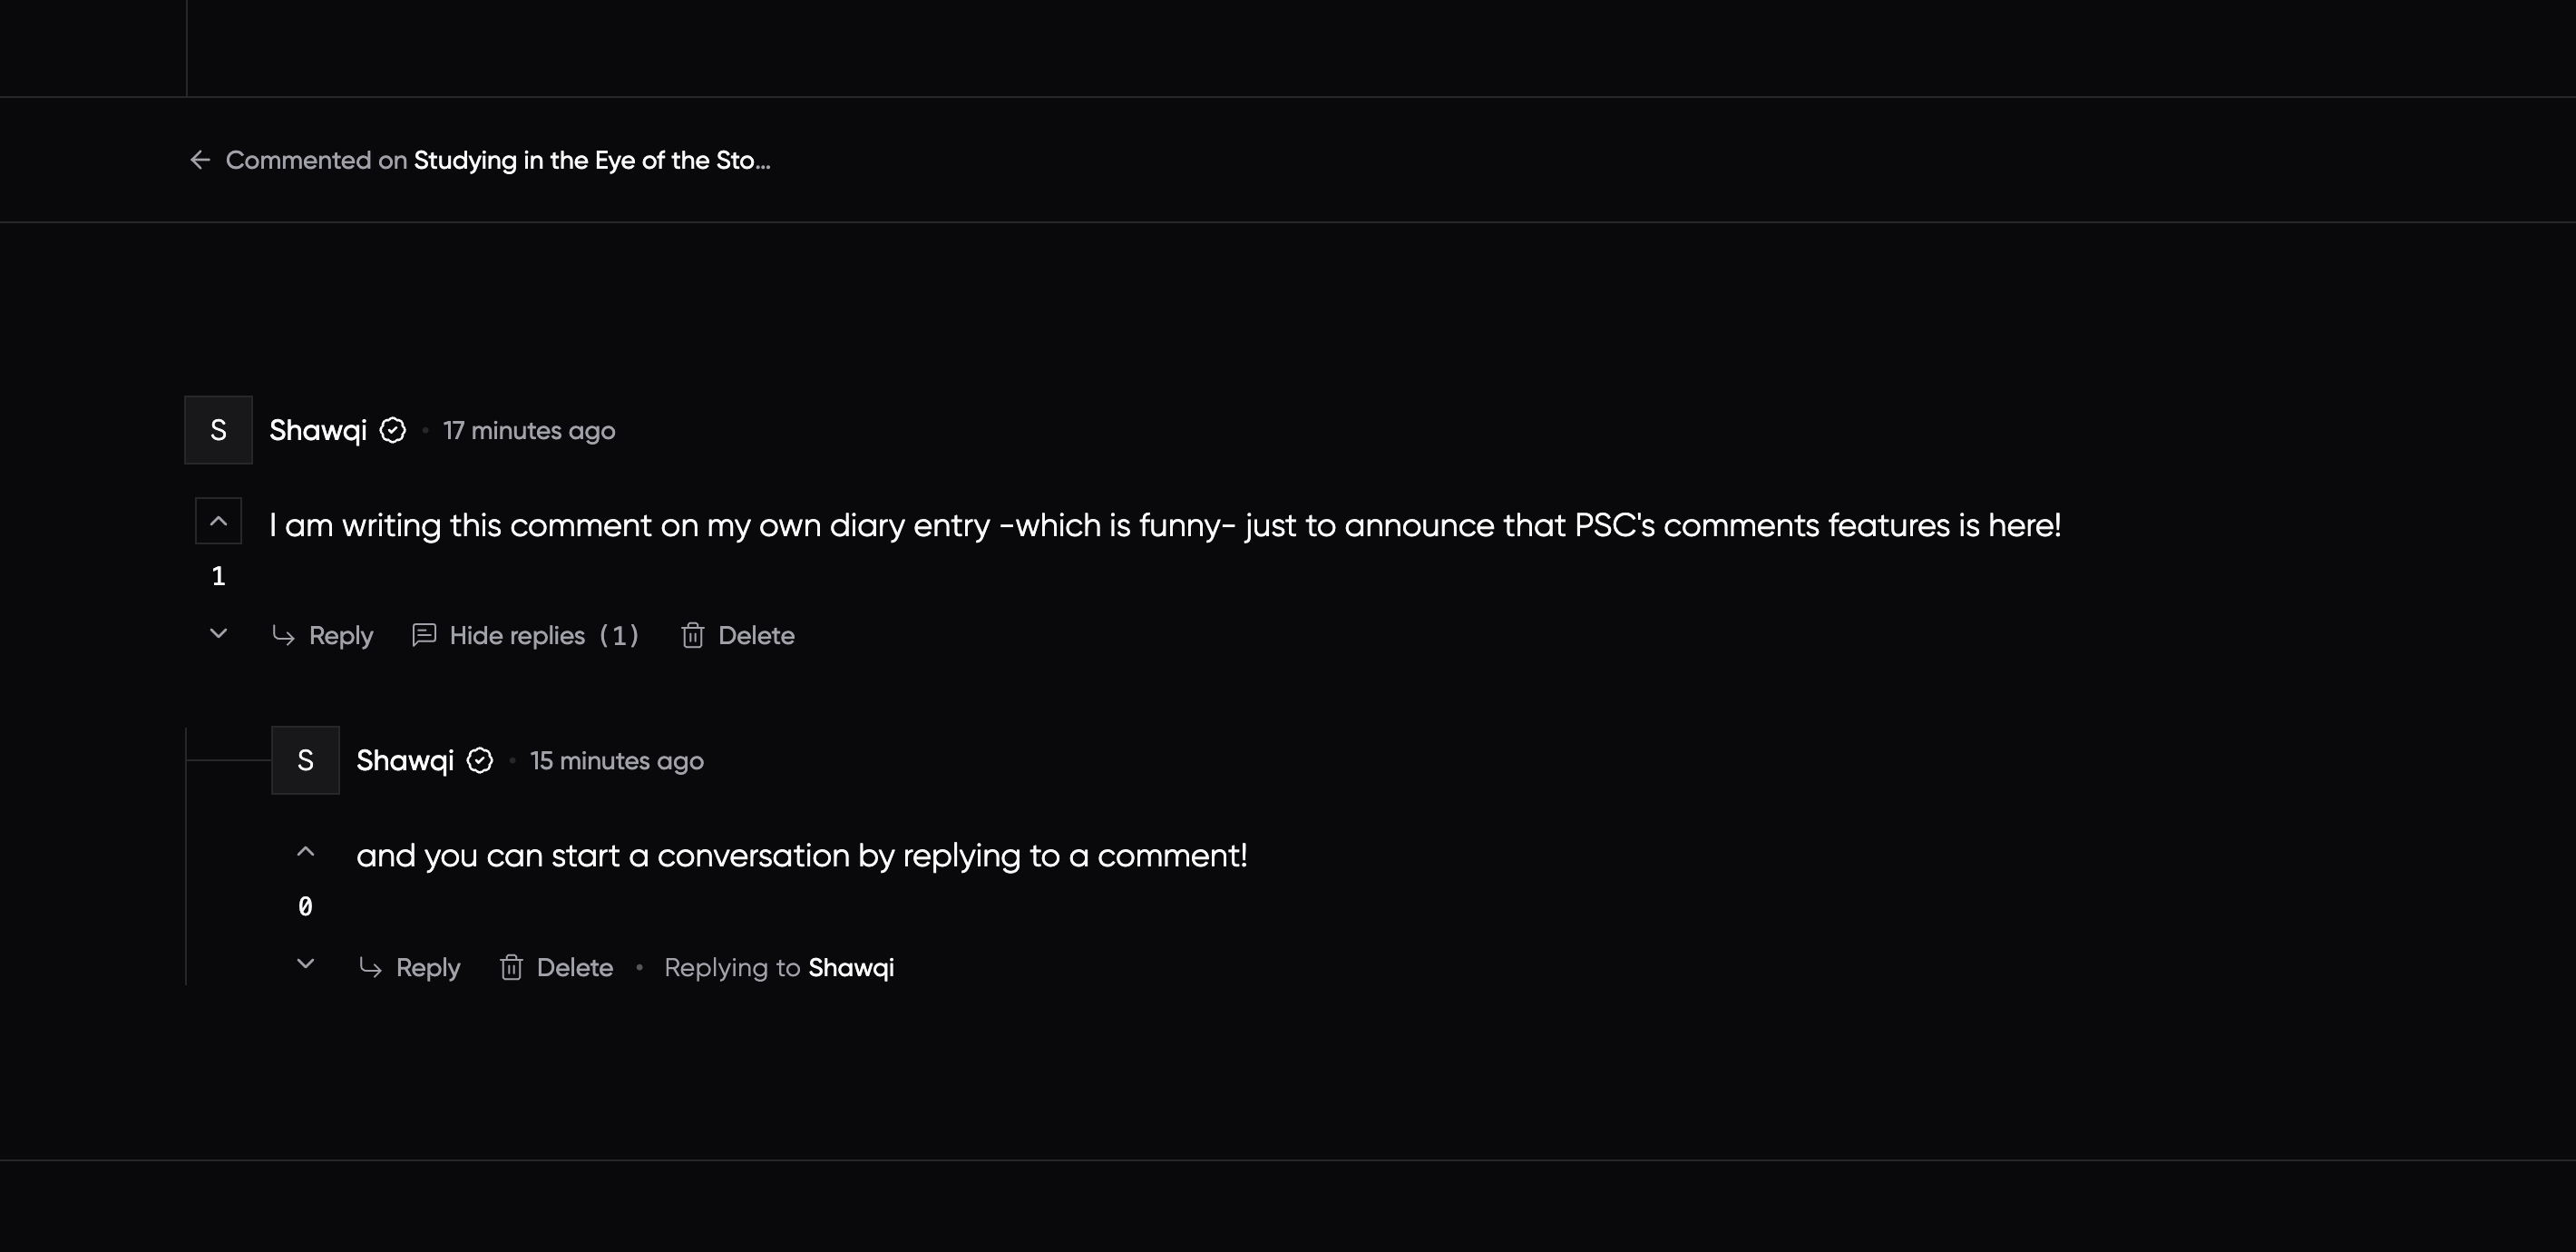 Commented on Studying in the Eye of the Sto...
S Shawqi • 17 minutes ago
I am writing this comment on my own diary entry -which is funny- just to announce that PSC's comments features is here!
1
Reply Hide replies (1) Delete
S Shawqi • 15 minutes ago
and you can start a conversation by replying to a comment!
0
Reply Delete • Replying to Shawqi